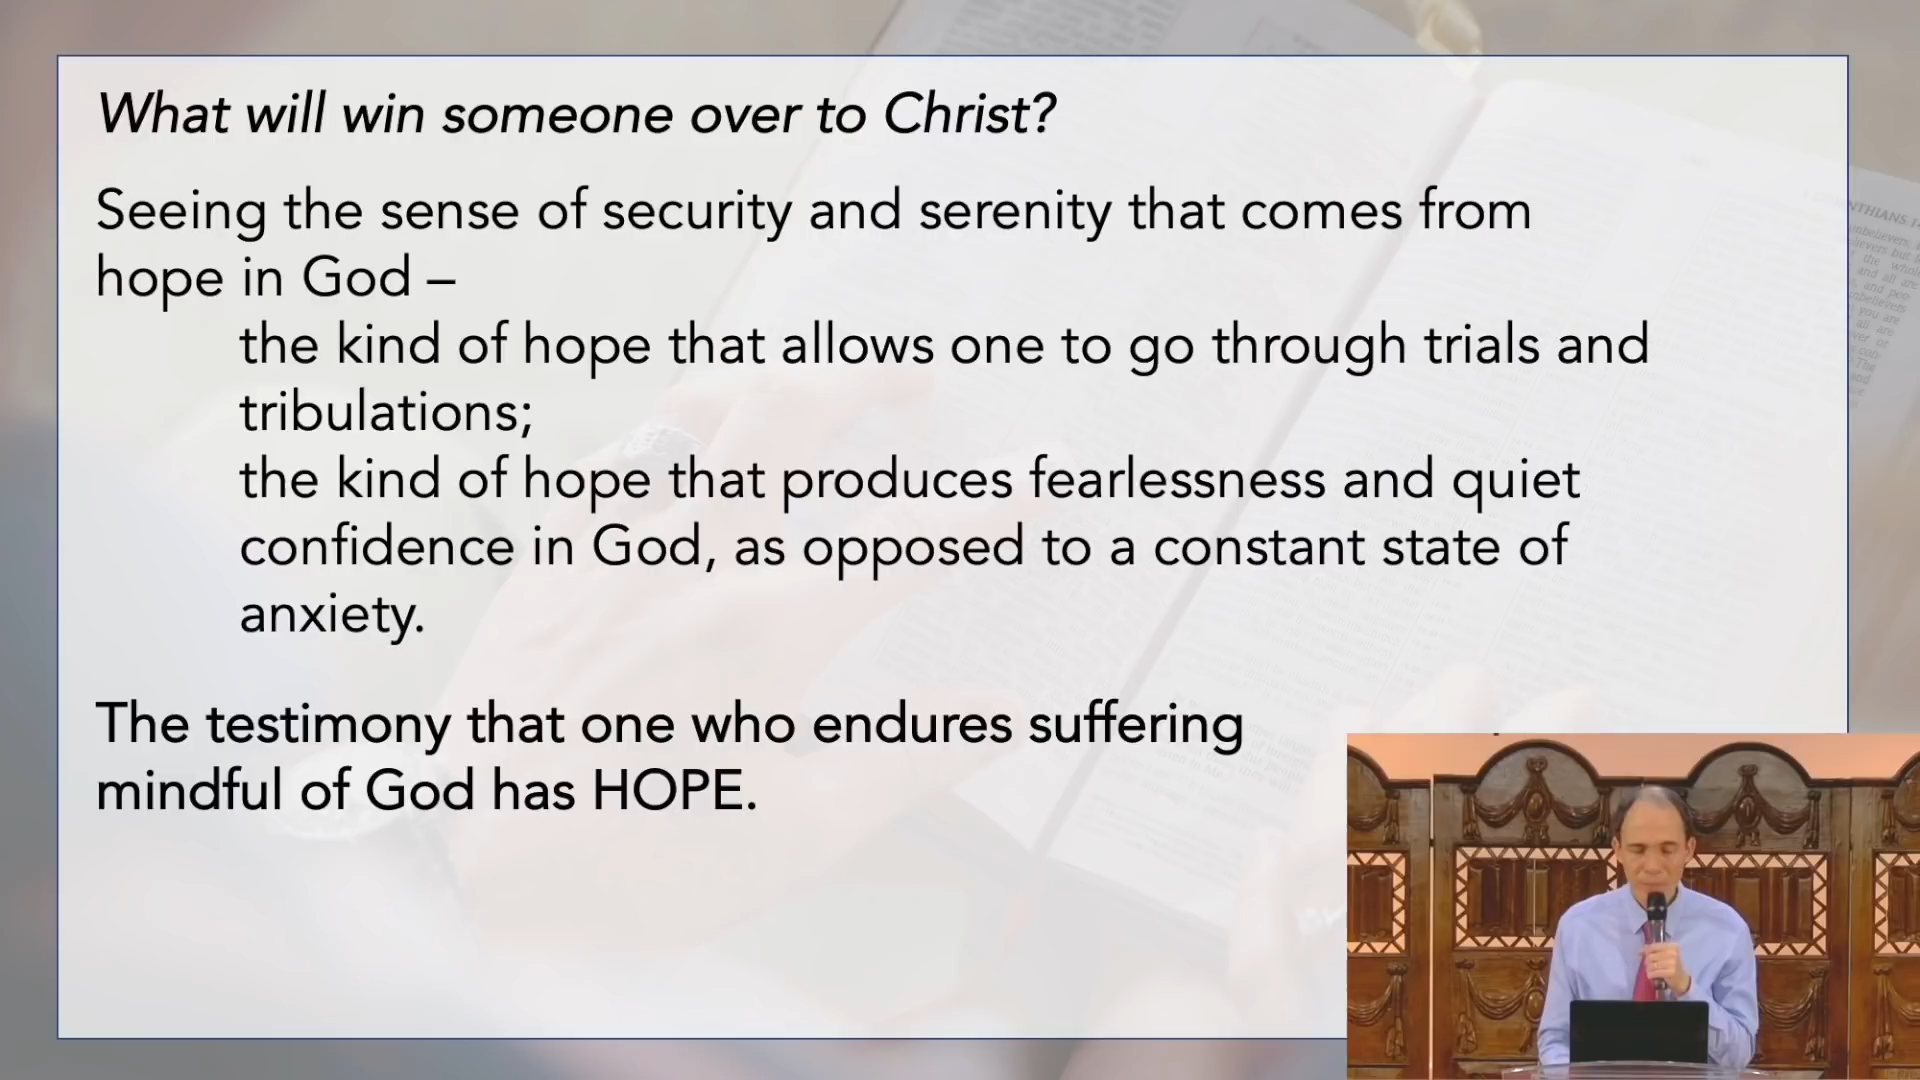 What will win someone over to Christ?
Seeing the sense of security and serenity that comes from
hope in God –
the kind of hope that allows one to go through trials and
tribulations;
the kind of hope that produces fearlessness and quiet
confidence in God, as opposed to a constant state of
anxiety.
The testimony that one who endures suffering
mindful of God has HOPE.